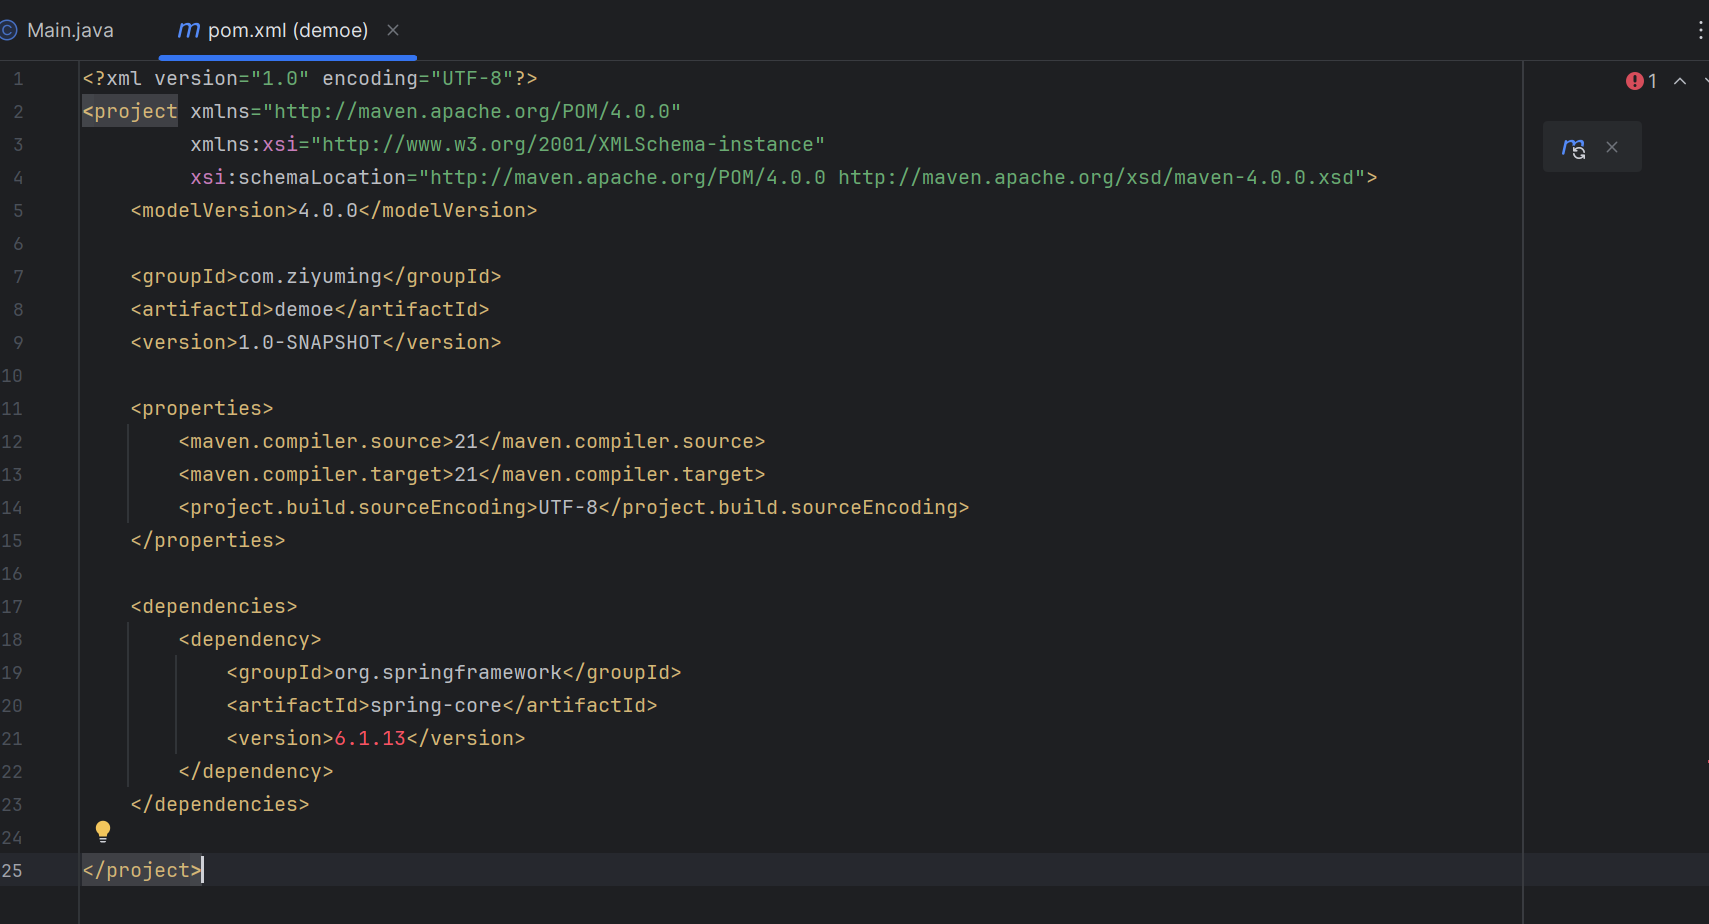 Main.java
pom.xml (demoe)
1
1 <?xml version="1.0" encoding="UTF-8"?>
2 <project xmlns="http://maven.apache.org/POM/4.0.0"
3 xmlns:xsi="http://www.w3.org/2001/XMLSchema-instance"
4 xsi:schemaLocation="http://maven.apache.org/POM/4.0.0 http://maven.apache.org/xsd/maven-4.0.0.xsd">
5 <modelVersion>4.0.0</modelVersion>
6
7 <groupId>com.ziyuming</groupId>
8 <artifactId>demoe</artifactId>
9 <version>1.0-SNAPSHOT</version>
10
11 <properties>
12 <maven.compiler.source>21</maven.compiler.source>
13 <maven.compiler.target>21</maven.compiler.target>
14 <project.build.sourceEncoding>UTF-8</project.build.sourceEncoding>
15 </properties>
16
17 <dependencies>
18 <dependency>
19 <groupId>org.springframework</groupId>
20 <artifactId>spring-core</artifactId>
21 <version>6.1.13</version>
22 </dependency>
23 </dependencies>
24
25 </project>